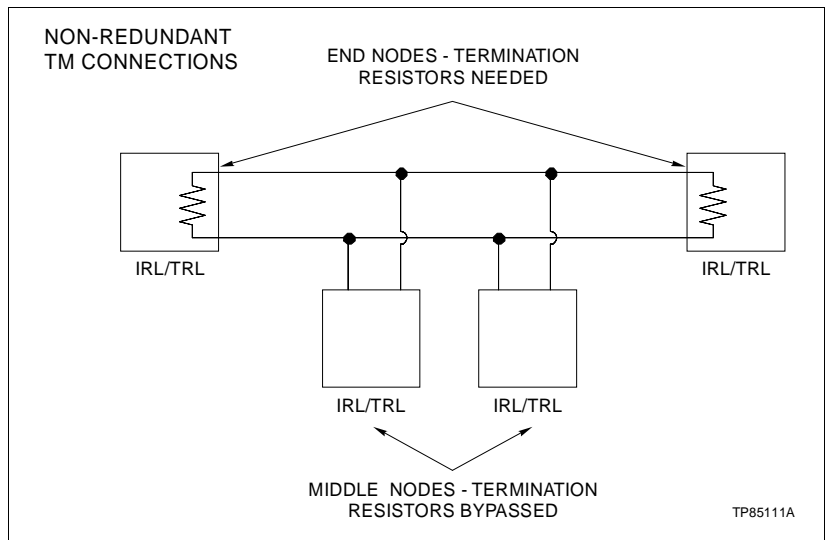 NON-REDUNDANT
TM CONNECTIONS
END NODES - TERMINATION
RESISTORS NEEDED
IRL/TRL
IRL/TRL
IRL/TRL
IRL/TRL
MIDDLE NODES - TERMINATION
RESISTORS BYPASSED
TP85111A